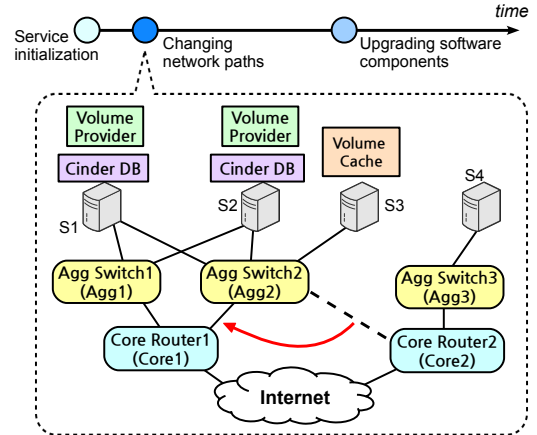 time
Service
initialization
Changing
network paths
Upgrading software
components
Volume
Provider
Cinder DB
Volume
Provider
Cinder DB
Volume
Cache
S1
S2
S3
S4
Agg Switch1
(Agg1)
Agg Switch2
(Agg2)
Agg Switch3
(Agg3)
Core Router1
(Core1)
Core Router2
(Core2)
Internet